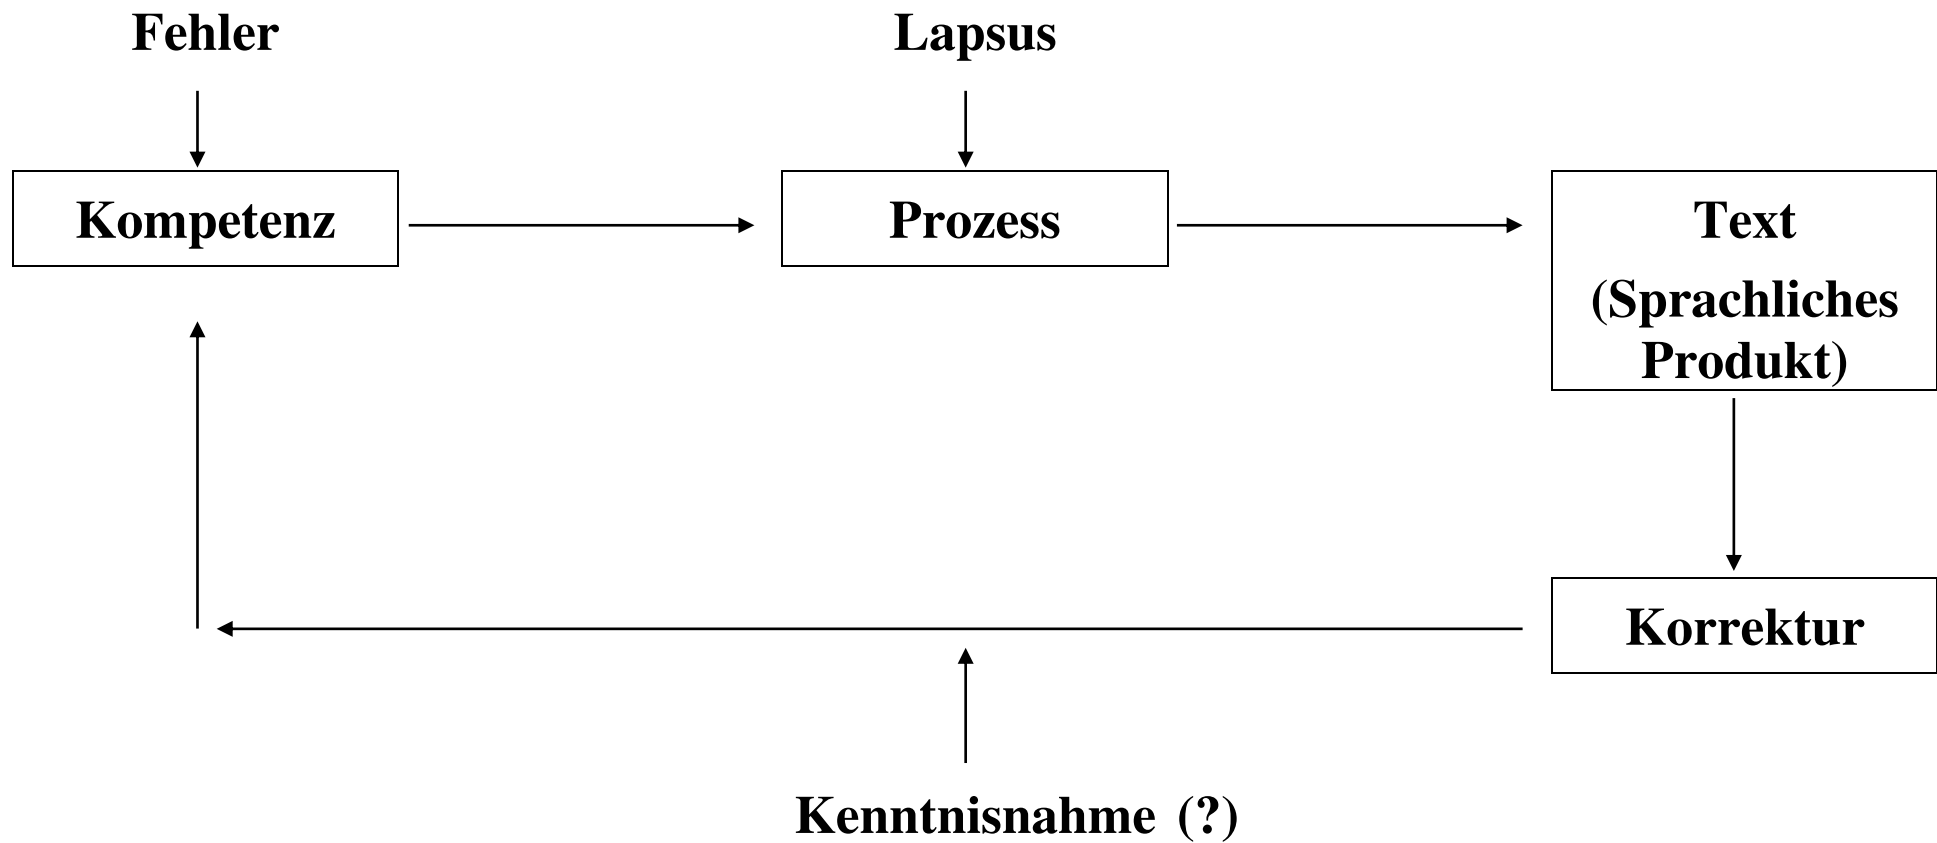 Fehler
Lapsus
Kompetenz
Prozess
Text
(Sprachliches
Produkt)
Korrektur
Kenntnisnahme (?)